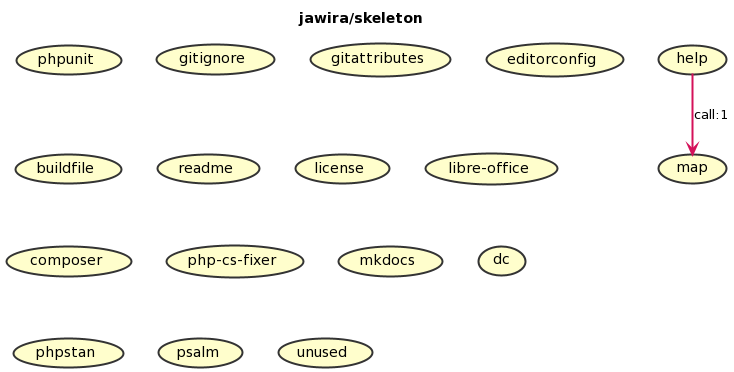 jawira/skeleton
phpunit
gitignore
gitattributes
editorconfig
help
call:1
buildfile
readme
license
libre-office
map
composer
php-cs-fixer
mkdocs
dc
phpstan
psalm
unused